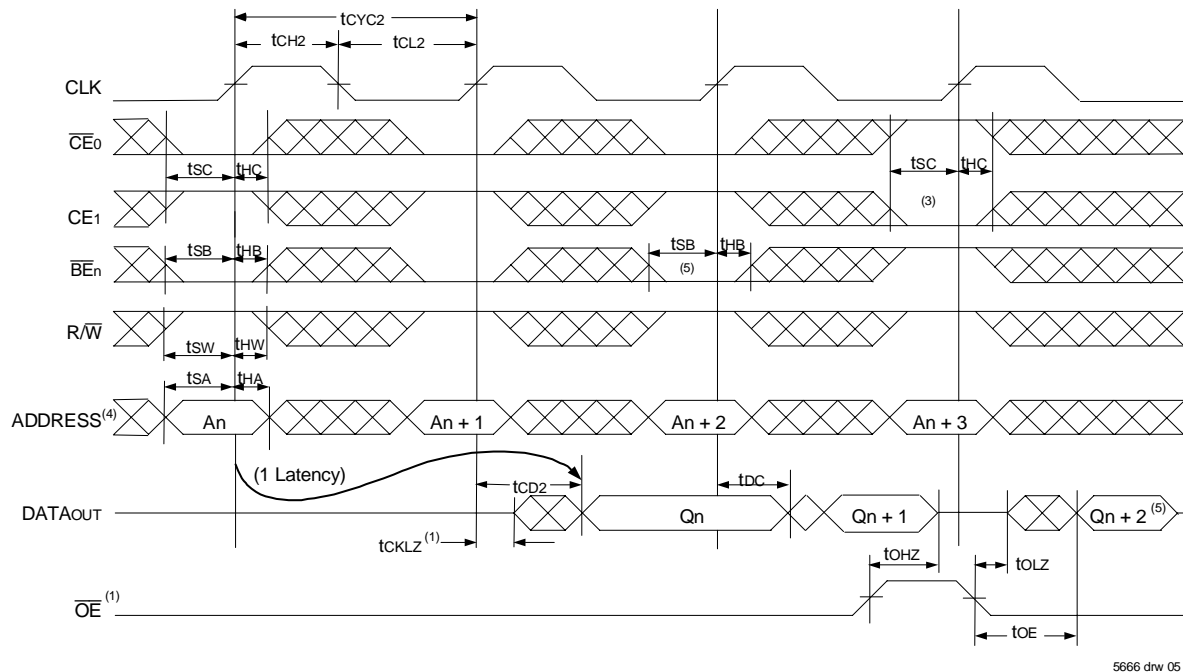 tCYC2
tCH2 tCL2
CLK
CE0
tSC tHC tSC tHC
CE1 (3)
tSB tHB tSB tHB
BEn (5)
R/W
tSW tHW
tSA tHA
ADDRESS(4) An An + 1 An + 2 An + 3
(1 Latency) tCD2 tDC
DATAOUT Qn Qn + 1 Qn + 2 (5)
tCKLZ (1) tOHZ tOLZ
OE (1)
tOE
5666 drw 05